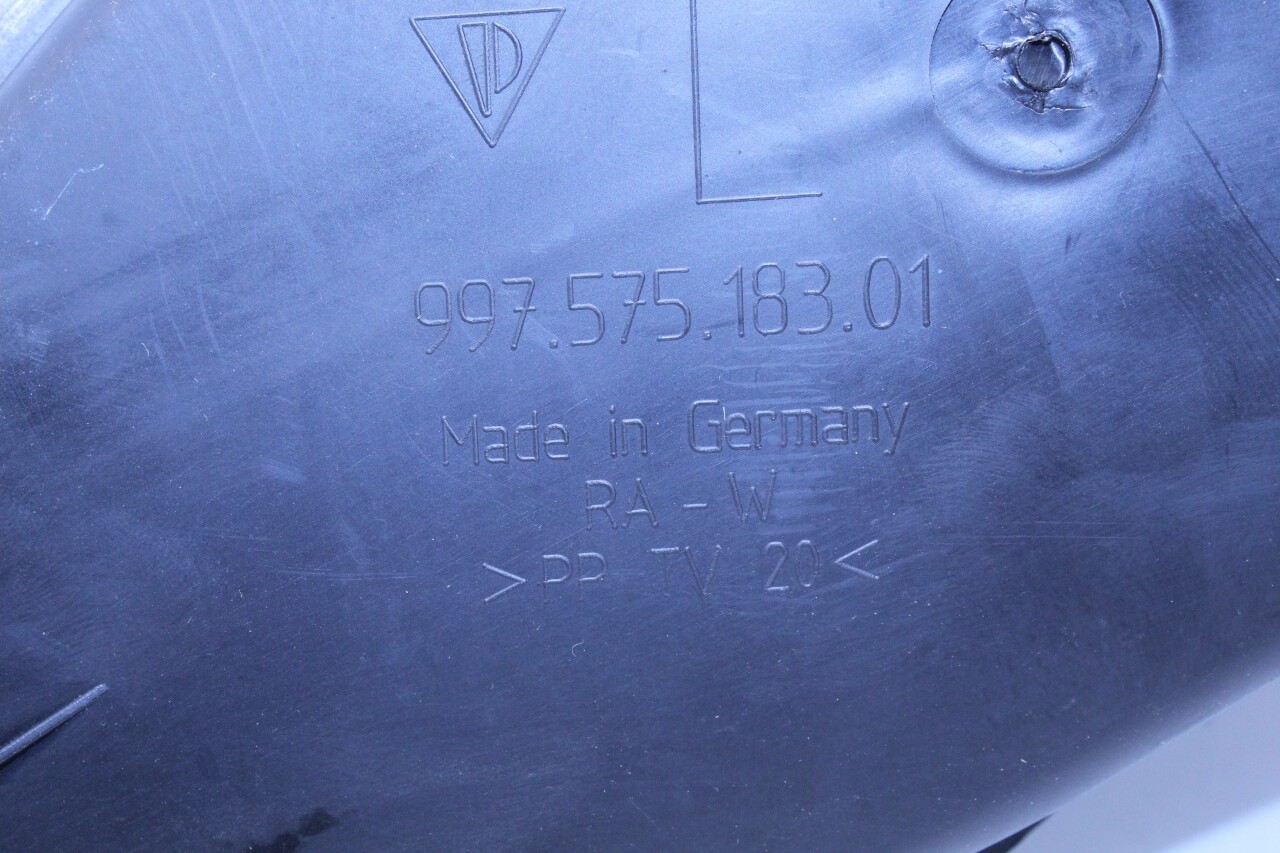 L
997.575.183.01
Made in Germany
RA - W
>PP TV 20<